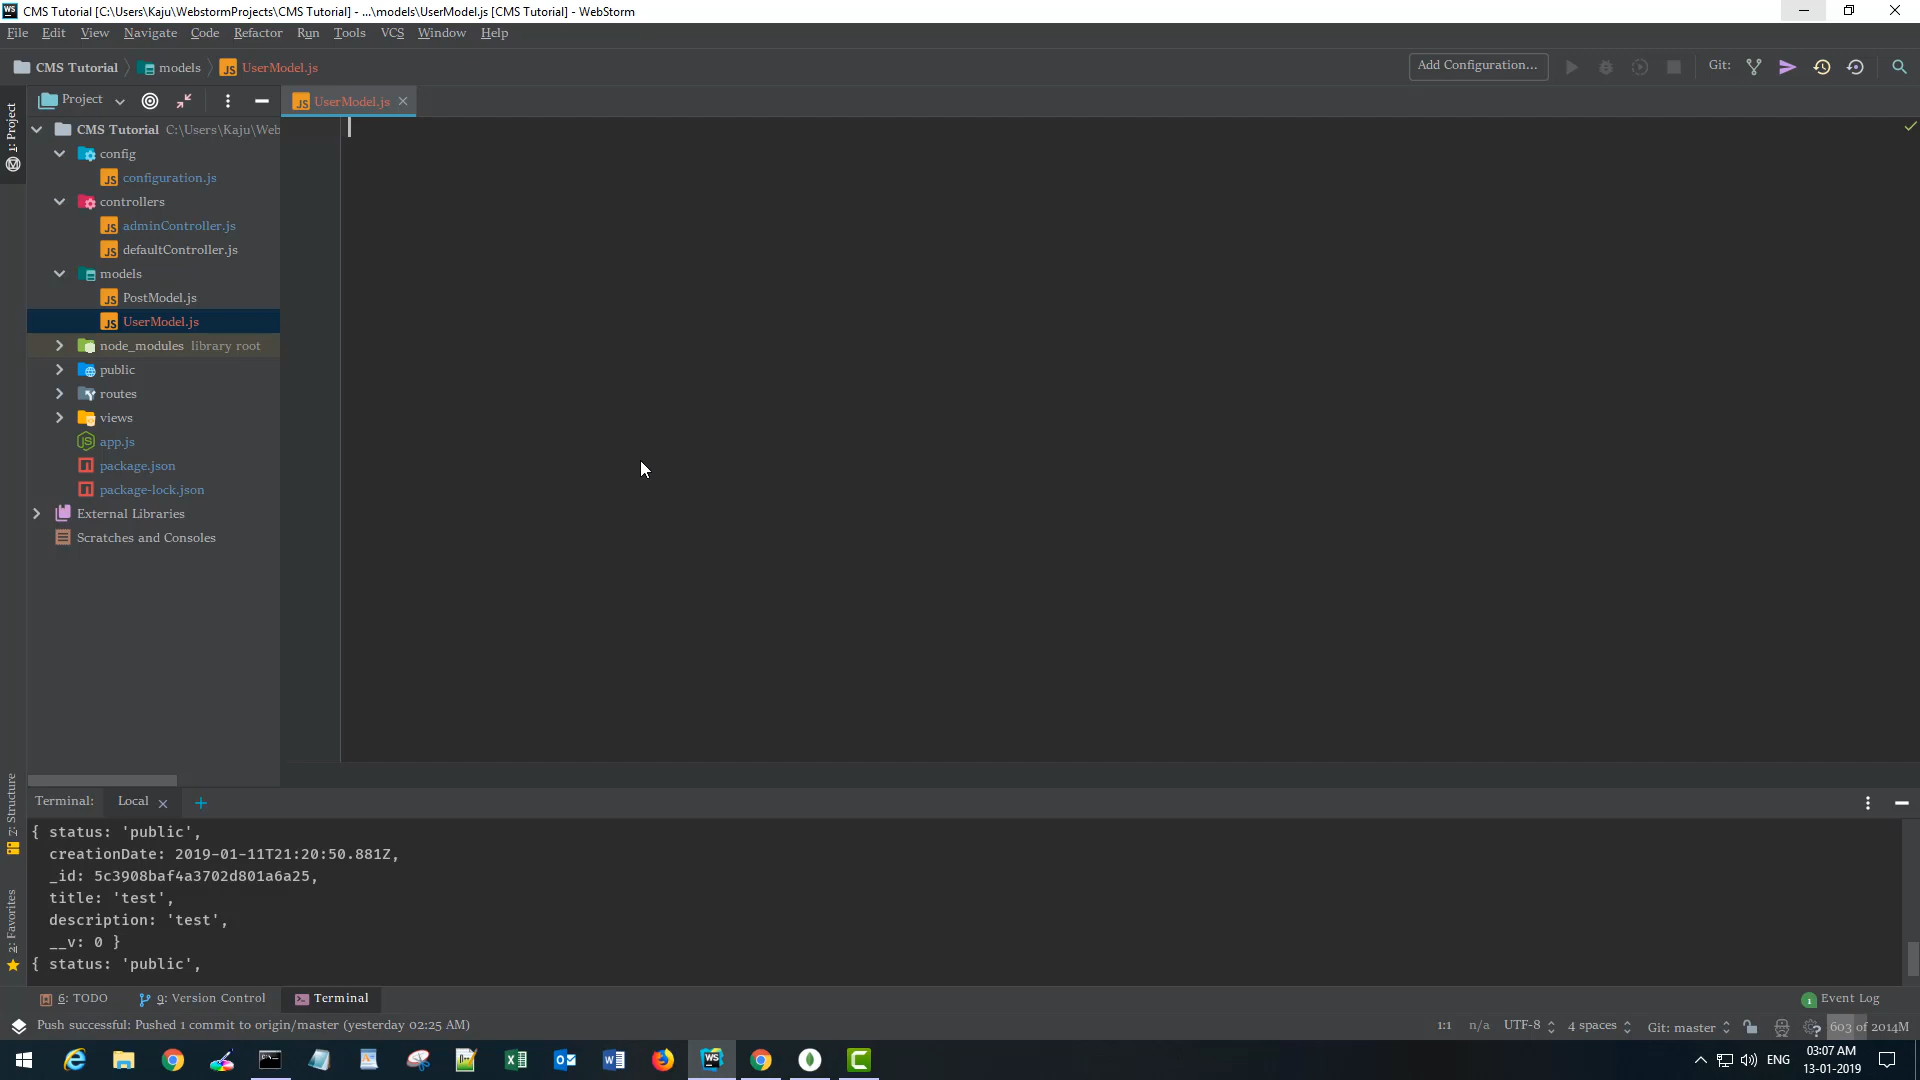 CMS Tutorial [C:\Users\Kaju\WebstormProjects\CMS Tutorial] - ...\models\UserModel.js [CMS Tutorial] - WebStorm
File Edit View Navigate Code Refactor Run Tools VCS Window Help
CMS Tutorial models UserModel.js
Add Configuration...
Git:
Project
UserModel.js
1: Project
CMS Tutorial C:\Users\Kaju\Web
config
configuration.js
controllers
adminController.js
defaultController.js
models
PostModel.js
UserModel.js
node_modules library root
public
routes
views
app.js
package.json
package-lock.json
External Libraries
Scratches and Consoles
Z: Structure
2: Favorites
Terminal: Local
{ status: 'public',
creationDate: 2019-01-11T21:20:50.881Z,
_id: 5c3908baf4a3702d801a6a25,
title: 'test',
description: 'test',
__v: 0 }
{ status: 'public',
6: TODO 9: Version Control Terminal
1 Event Log
Push successful: Pushed 1 commit to origin/master (yesterday 02:25 AM)
1:1 n/a UTF-8 4 spaces Git: master 603 of 2014M
ENG
03:07 AM
13-01-2019